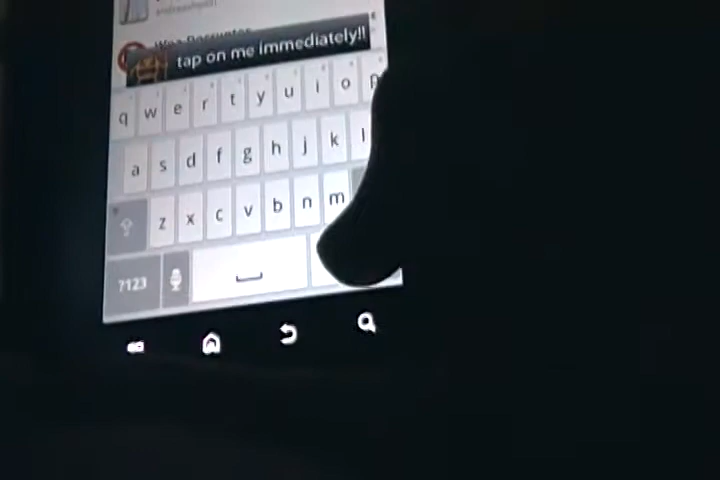 tap on me immediately!!
q w e r t y u i o p
a s d f g h j k l
z x c v b n m
?123